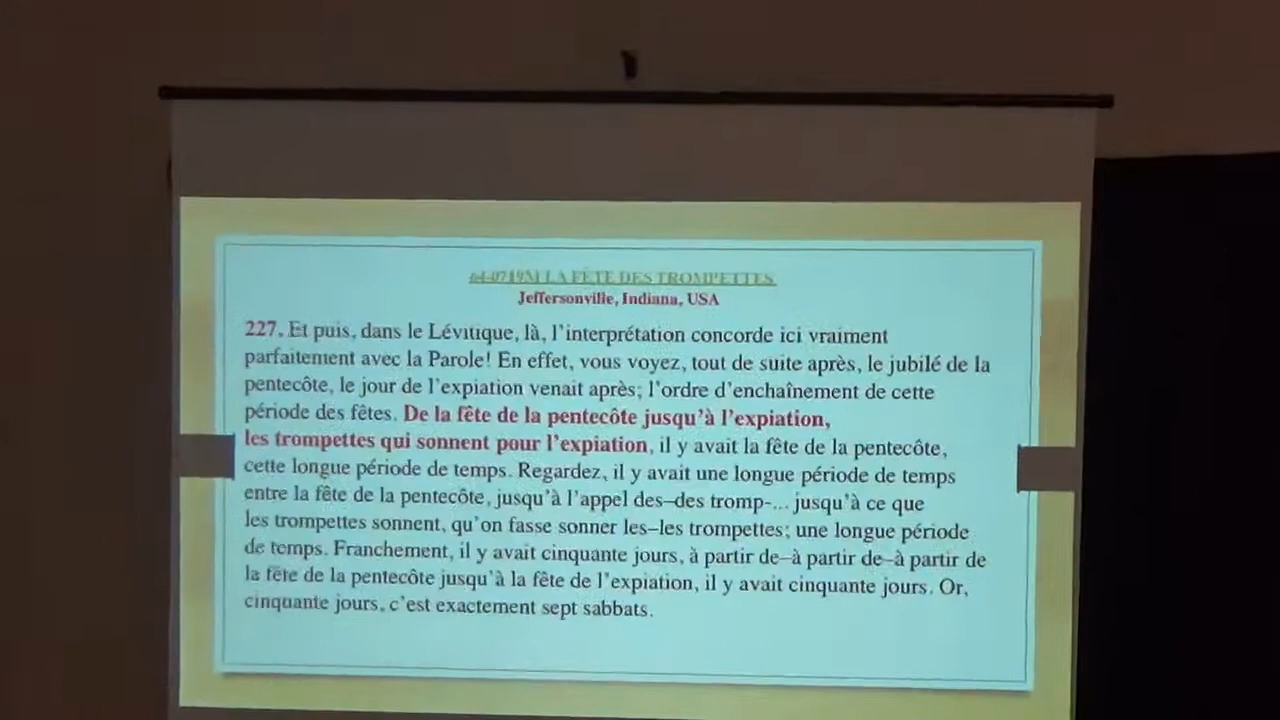 64-0719M LA FÊTE DES TROMPETTES
Jeffersonville, Indiana, USA
227. Et puis, dans le Lévitique, là, l'interprétation concorde ici vraiment
parfaitement avec la Parole! En effet, vous voyez, tout de suite après, le jubilé de la
pentecôte, le jour de l'expiation venait après; l'ordre d'enchaînement de cette
période des fêtes. De la fête de la pentecôte jusqu'à l'expiation,
les trompettes qui sonnent pour l'expiation, il y avait la fête de la pentecôte,
cette longue période de temps. Regardez, il y avait une longue période de temps
entre la fête de la pentecôte, jusqu'à l'appel des–des tromp-... jusqu'à ce que
les trompettes sonnent, qu'on fasse sonner les–les trompettes; une longue période
de temps. Franchement, il y avait cinquante jours, à partir de–à partir de–à partir de
la fête de la pentecôte jusqu'à la fête de l'expiation, il y avait cinquante jours. Or,
cinquante jours, c'est exactement sept sabbats.